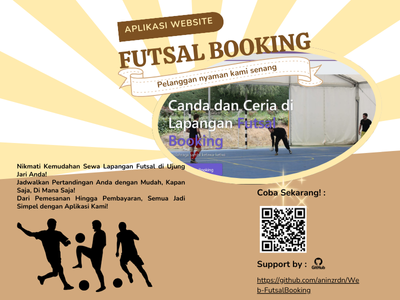 APLIKASI WEBSITE
FUTSAL BOOKING
Pelanggan nyaman kami senang
Canda dan Ceria di
Lapangan Futsal
Booking
Nikmati Kemudahan Sewa Lapangan Futsal di Ujung
Jari Anda!
Jadwalkan Pertandingan Anda dengan Mudah, Kapan
Saja, Di Mana Saja!
Dari Pemesanan Hingga Pembayaran, Semua Jadi
Simpel dengan Aplikasi Kami!
Coba Sekarang! :
Support by :
GitHub
https://github.com/aninzrdn/We
b-FutsalBooking